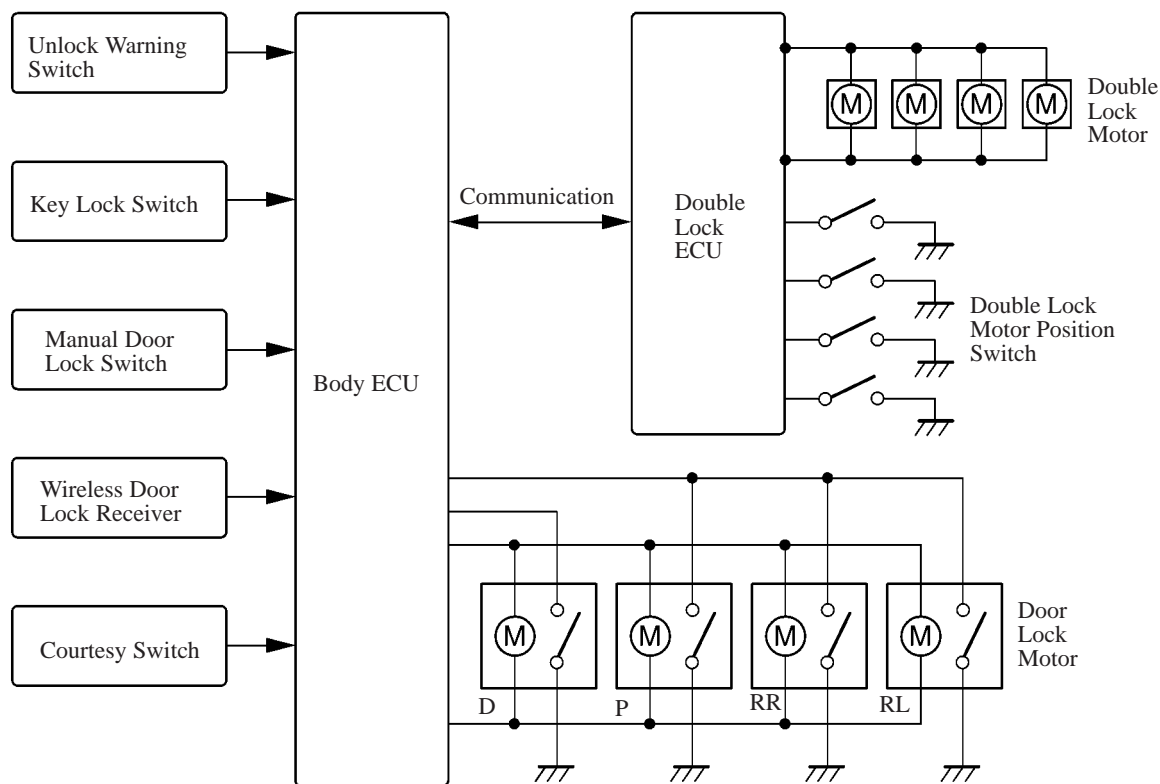 Unlock Warning
Switch
Key Lock Switch
Manual Door
Lock Switch
Wireless Door
Lock Receiver
Courtesy Switch
Body ECU
Communication
Double
Lock
ECU
M
M
M
M
Double
Lock
Motor
Double Lock
Motor Position
Switch
M
M
M
M
D
P
RR
RL
Door
Lock
Motor